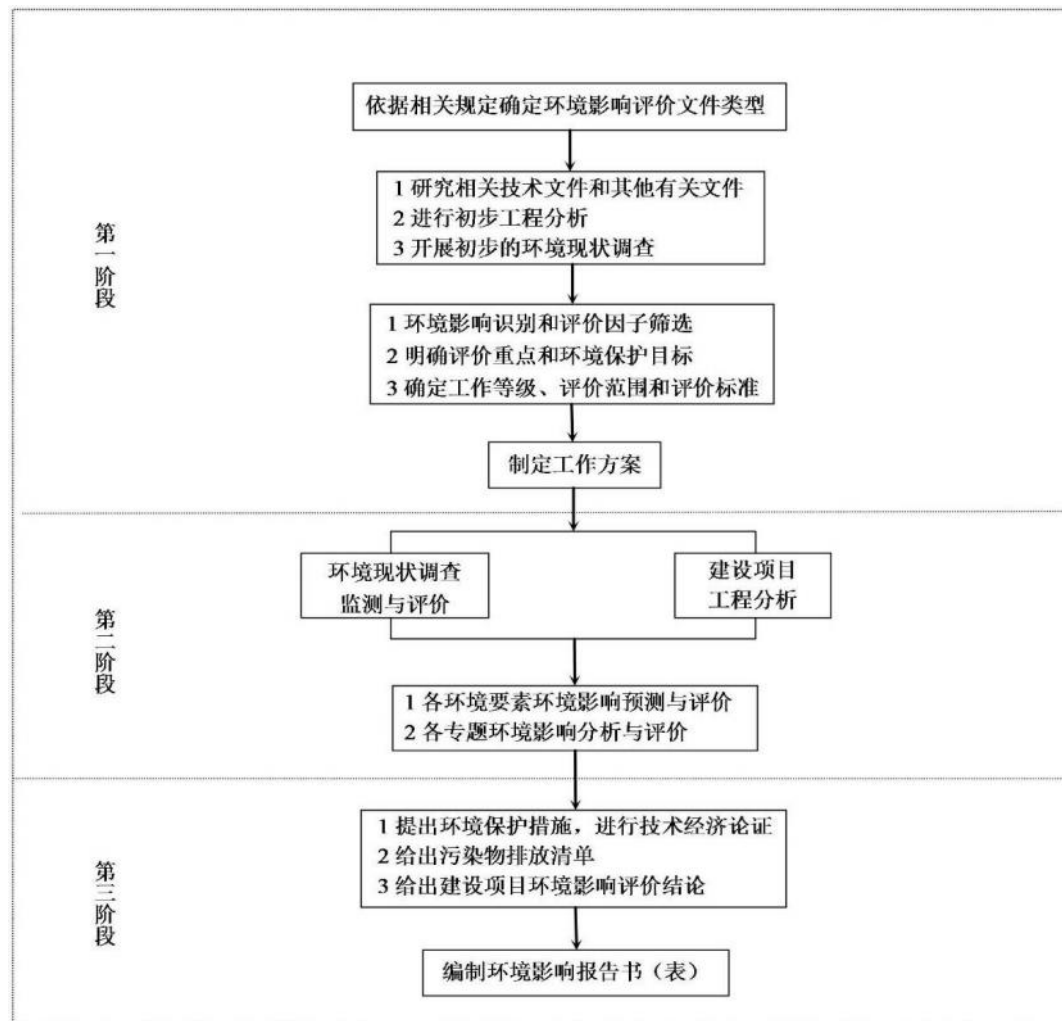 依据相关规定确定环境影响评价文件类型
1 研究相关技术文件和其他有关文件
2 进行初步工程分析
3 开展初步的环境现状调查
第一阶段
1 环境影响识别和评价因子筛选
2 明确评价重点和环境保护目标
3 确定工作等级、评价范围和评价标准
制定工作方案
环境现状调查
监测与评价
建设项目
工程分析
第二阶段
1 各环境要素环境影响预测与评价
2 各专题环境影响分析与评价
1 提出环境保护措施，进行技术经济论证
2 给出污染物排放清单
3 给出建设项目环境影响评价结论
第三阶段
编制环境影响报告书（表）